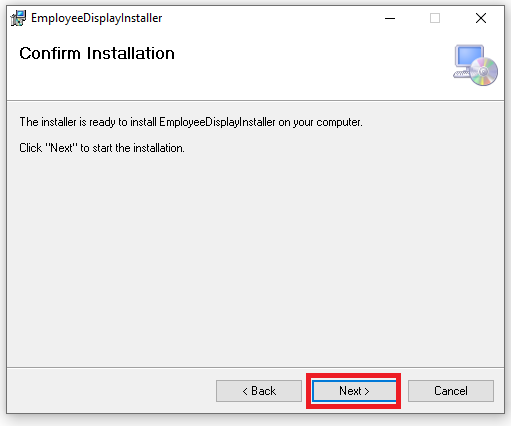 EmployeeDisplayInstaller
Confirm Installation
The installer is ready to install EmployeeDisplayInstaller on your computer.
Click "Next" to start the installation.
< Back
Next >
Cancel